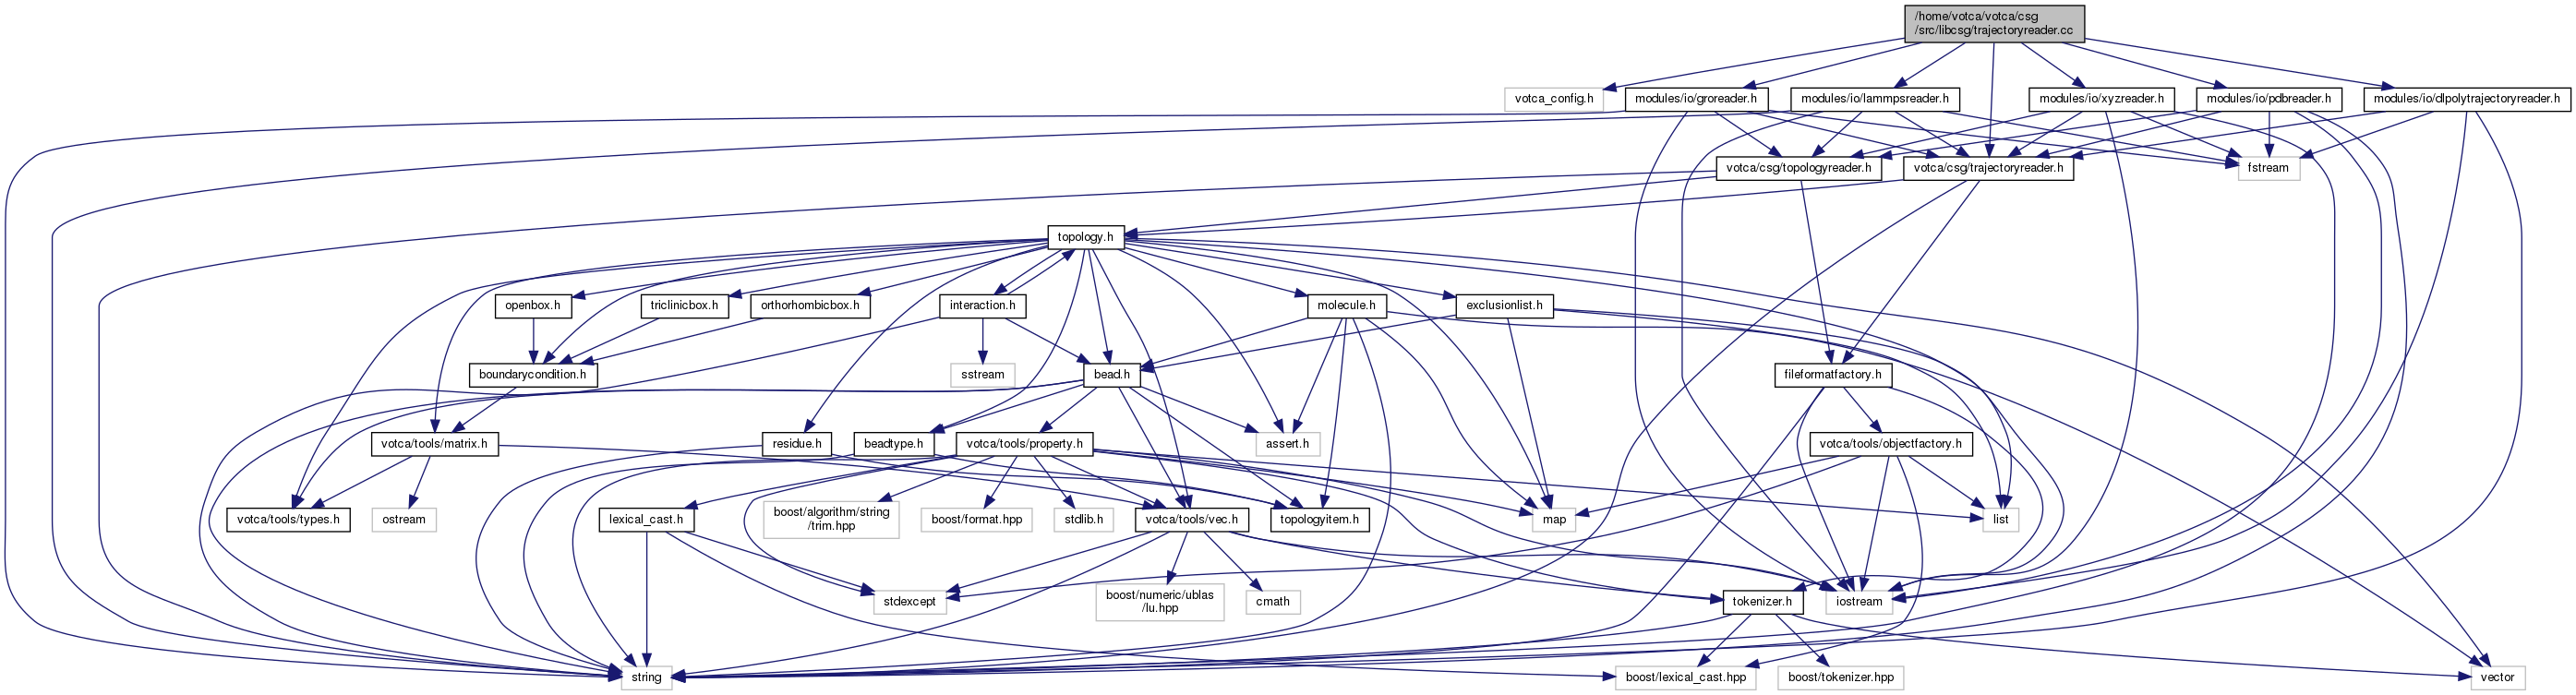 /home/votca/votca/csg
/src/libcsg/trajectoryreader.cc
votca_config.h
modules/io/groreader.h
modules/io/lammpsreader.h
modules/io/xyzreader.h
modules/io/pdbreader.h
modules/io/dlpolytrajectoryreader.h
votca/csg/topologyreader.h
votca/csg/trajectoryreader.h
fstream
topology.h
openbox.h
triclinicbox.h
orthorhombicbox.h
interaction.h
molecule.h
exclusionlist.h
boundarycondition.h
sstream
bead.h
fileformatfactory.h
votca/tools/matrix.h
residue.h
beadtype.h
votca/tools/property.h
assert.h
votca/tools/objectfactory.h
votca/tools/types.h
ostream
lexical_cast.h
boost/algorithm/string
/trim.hpp
boost/format.hpp
stdlib.h
votca/tools/vec.h
topologyitem.h
map
list
stdexcept
boost/numeric/ublas
/lu.hpp
cmath
tokenizer.h
iostream
string
boost/lexical_cast.hpp
boost/tokenizer.hpp
vector